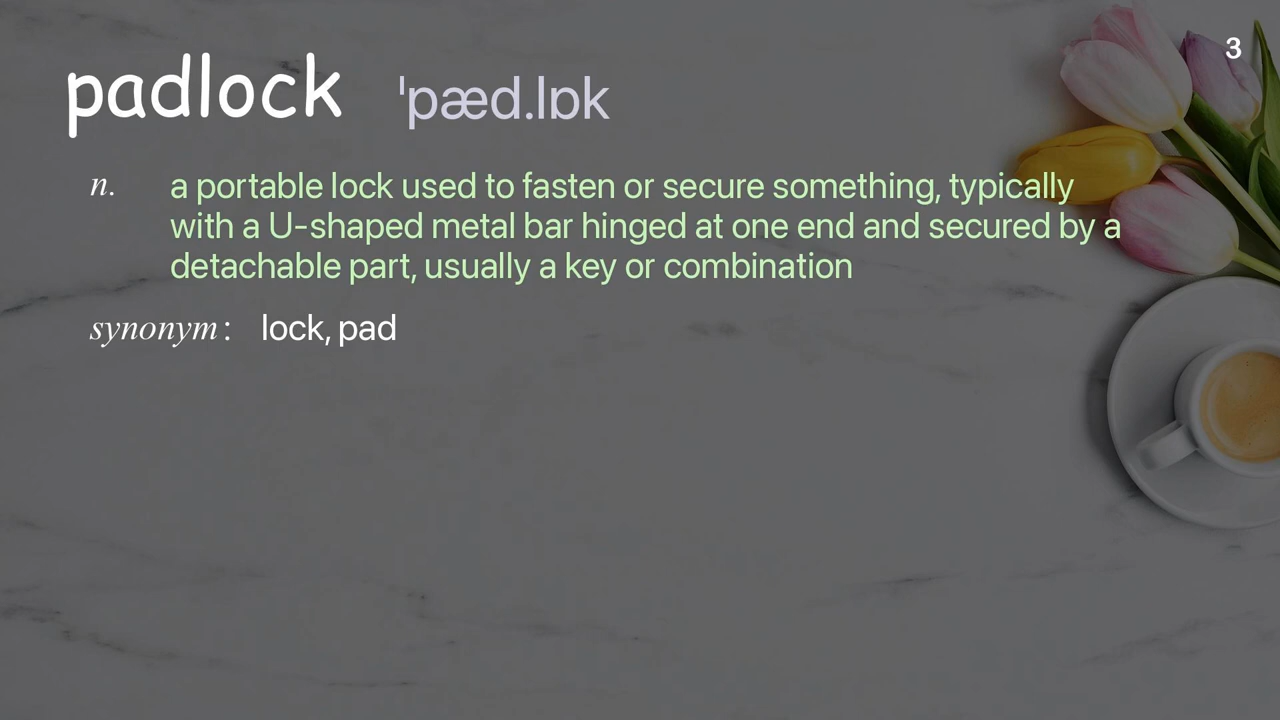 3
padlock ˈpæd.lɒk
n. a portable lock used to fasten or secure something, typically
with a U-shaped metal bar hinged at one end and secured by a
detachable part, usually a key or combination
synonym: lock, pad